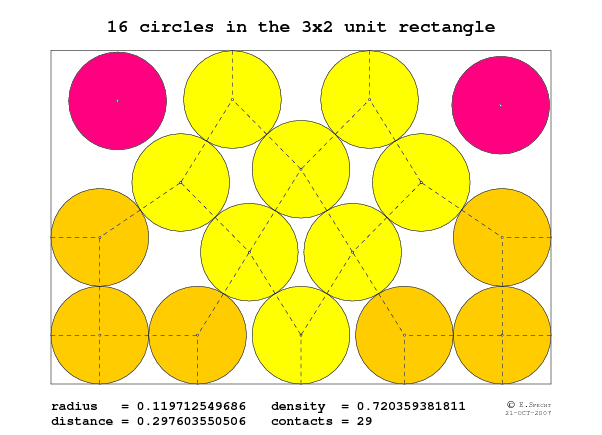 16 circles in the 3x2 unit rectangle
radius = 0.119712549686 density = 0.720359381811
distance = 0.297603550506 contacts = 29
© E.Specht
21-OCT-2007